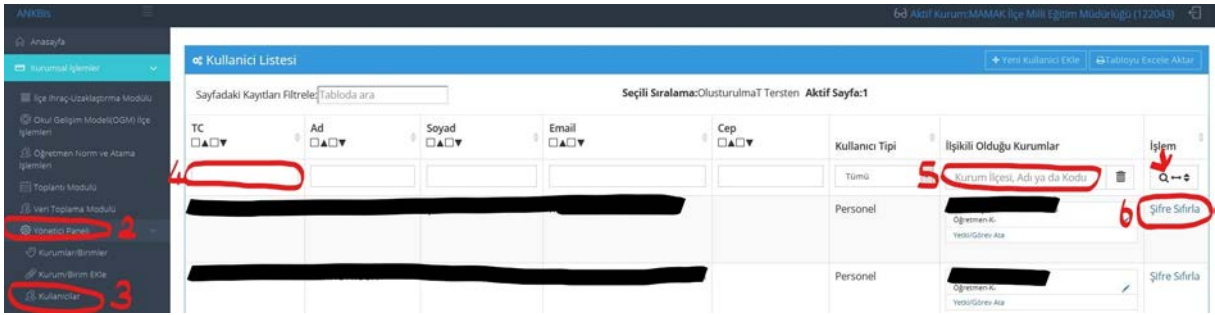 ANKBIS
Aktif Kurum:MAMAK İlçe Milli Eğitim Müdürlüğü (122043)
Anasayfa
Kurumsal İşlemler
İlçe İhraç-Uzaklaştırma Modülü
Okul Gelişim Modeli(OGM) İlçe
İşlemleri
Öğretmen Norm ve Atama
İşlemleri
Toplantı Modülü
Veri Toplama Modülü
Yönetici Paneli
2
Kurumlar/Birimler
Kurum/Birim Ekle
Kullanıcılar
3
Kullanici Listesi
+ Yeni Kullanici Ekle
Tabloyu Excele Aktar
Sayfadaki Kayıtları Filtrele: Tabloda ara
Seçili Sıralama:OlusturulmaT Tersten Aktif Sayfa:1
TC Ad Soyad Email Cep Kullanıcı Tipi İlişkili Olduğu Kurumlar İşlem
4
Tümü
5
Kurum İlçesi, Adı ya da Kodu
Personel
Öğretmen-K.
Yetki/Görev Ata
6
Şifre Sıfırla
Personel
Öğretmen-K.
Yetki/Görev Ata
Şifre Sıfırla